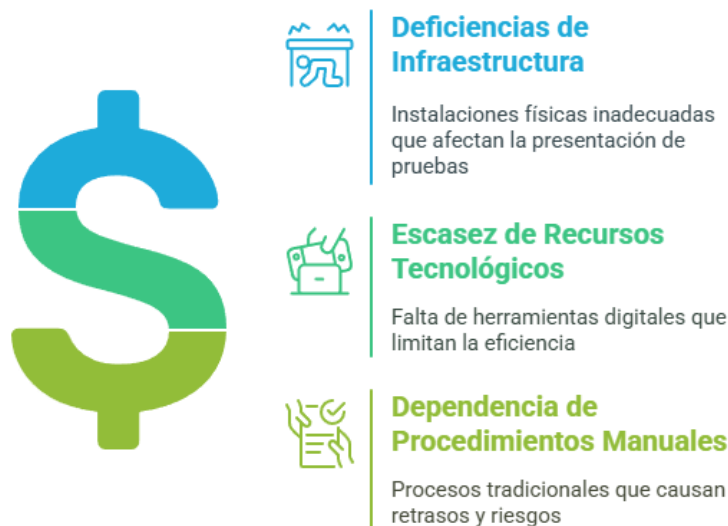 Deficiencias de
Infraestructura
Instalaciones físicas inadecuadas
que afectan la presentación de
pruebas
Escasez de Recursos
Tecnológicos
Falta de herramientas digitales que
limitan la eficiencia
Dependencia de
Procedimientos Manuales
Procesos tradicionales que causan
retrasos y riesgos